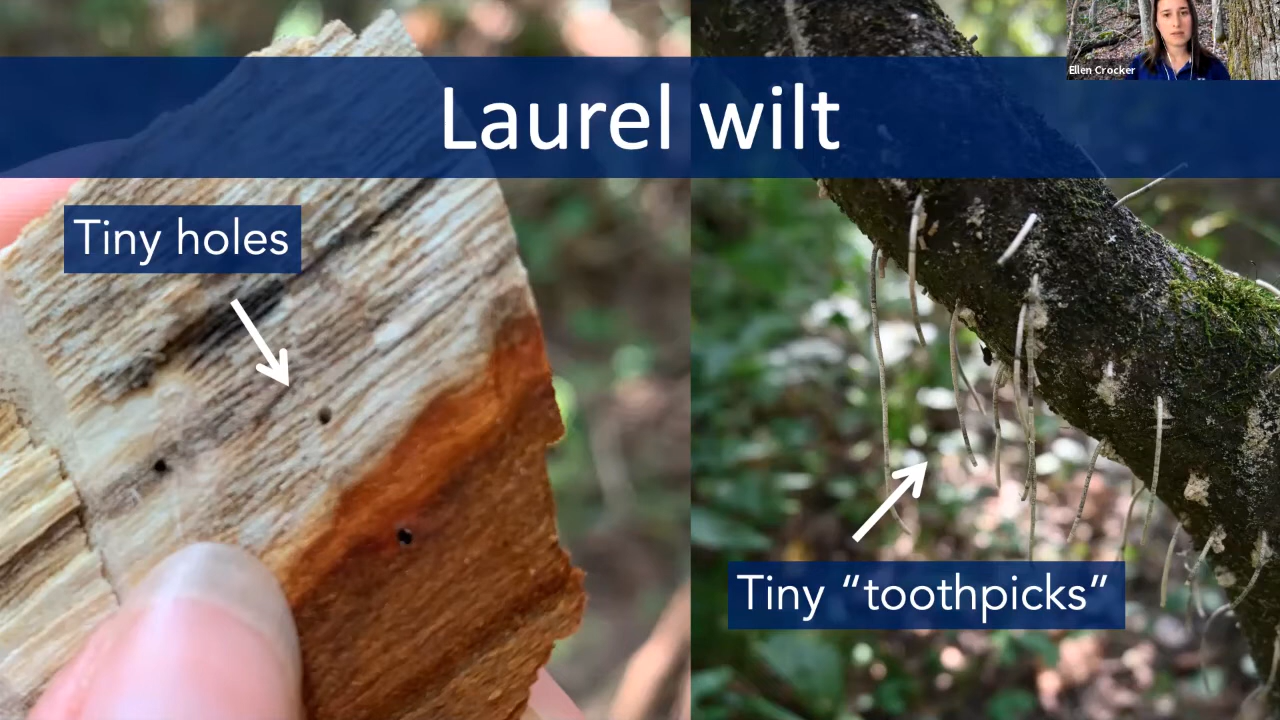 Ellen Crocker
Laurel wilt
Tiny holes
Tiny “toothpicks”